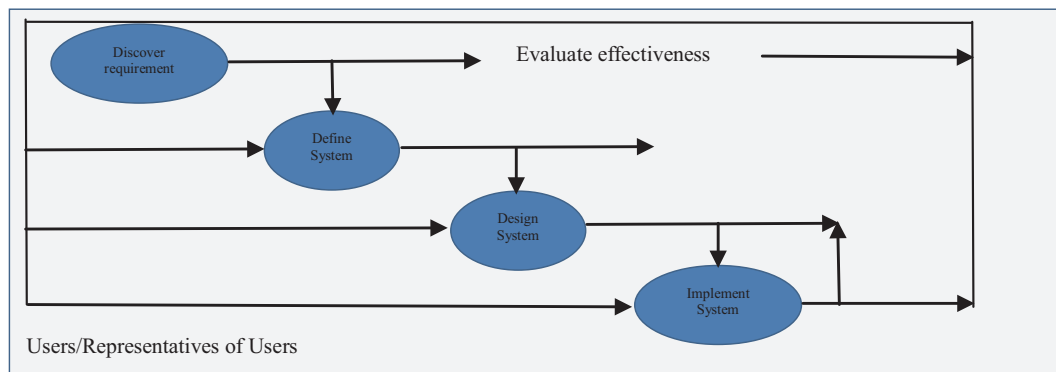 Discover
requirement
Evaluate effectiveness
Define
System
Design
System
Implement
System
Users/Representatives of Users